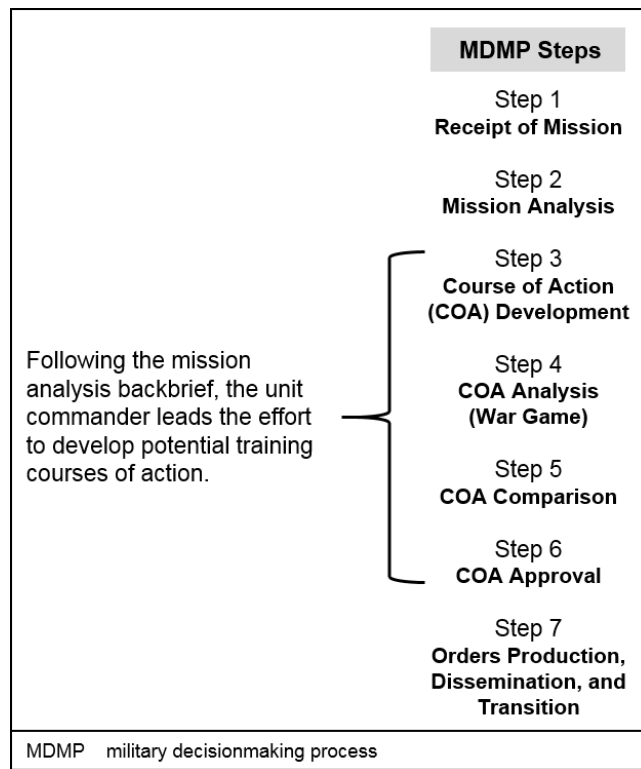 MDMP Steps
Step 1
Receipt of Mission
Step 2
Mission Analysis
Step 3
Course of Action
(COA) Development
Following the mission
analysis backbrief, the unit
commander leads the effort
to develop potential training
courses of action.
Step 4
COA Analysis
(War Game)
Step 5
COA Comparison
Step 6
COA Approval
Step 7
Orders Production,
Dissemination, and
Transition
MDMP military decisionmaking process